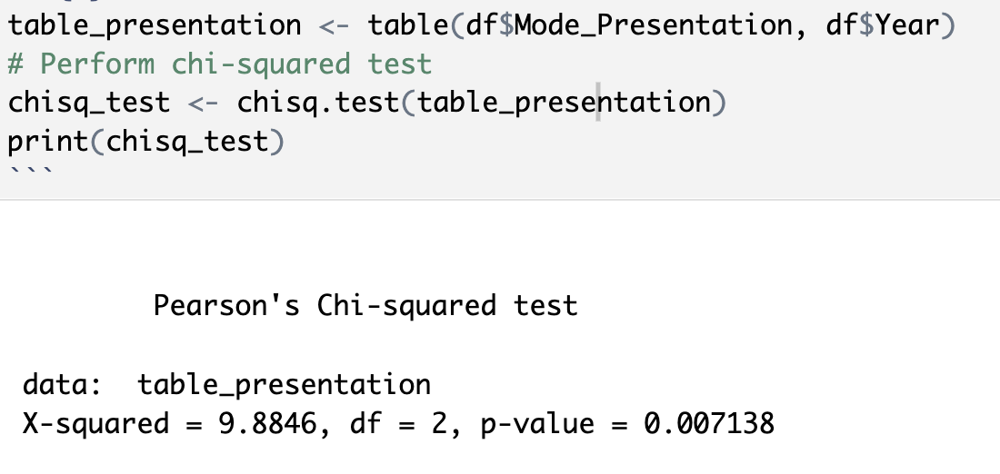 table_presentation <- table(df$Mode_Presentation, df$Year)
# Perform chi-squared test
chisq_test <- chisq.test(table_presentation)
print(chisq_test)
```
Pearson's Chi-squared test
data:  table_presentation
X-squared = 9.8846, df = 2, p-value = 0.007138